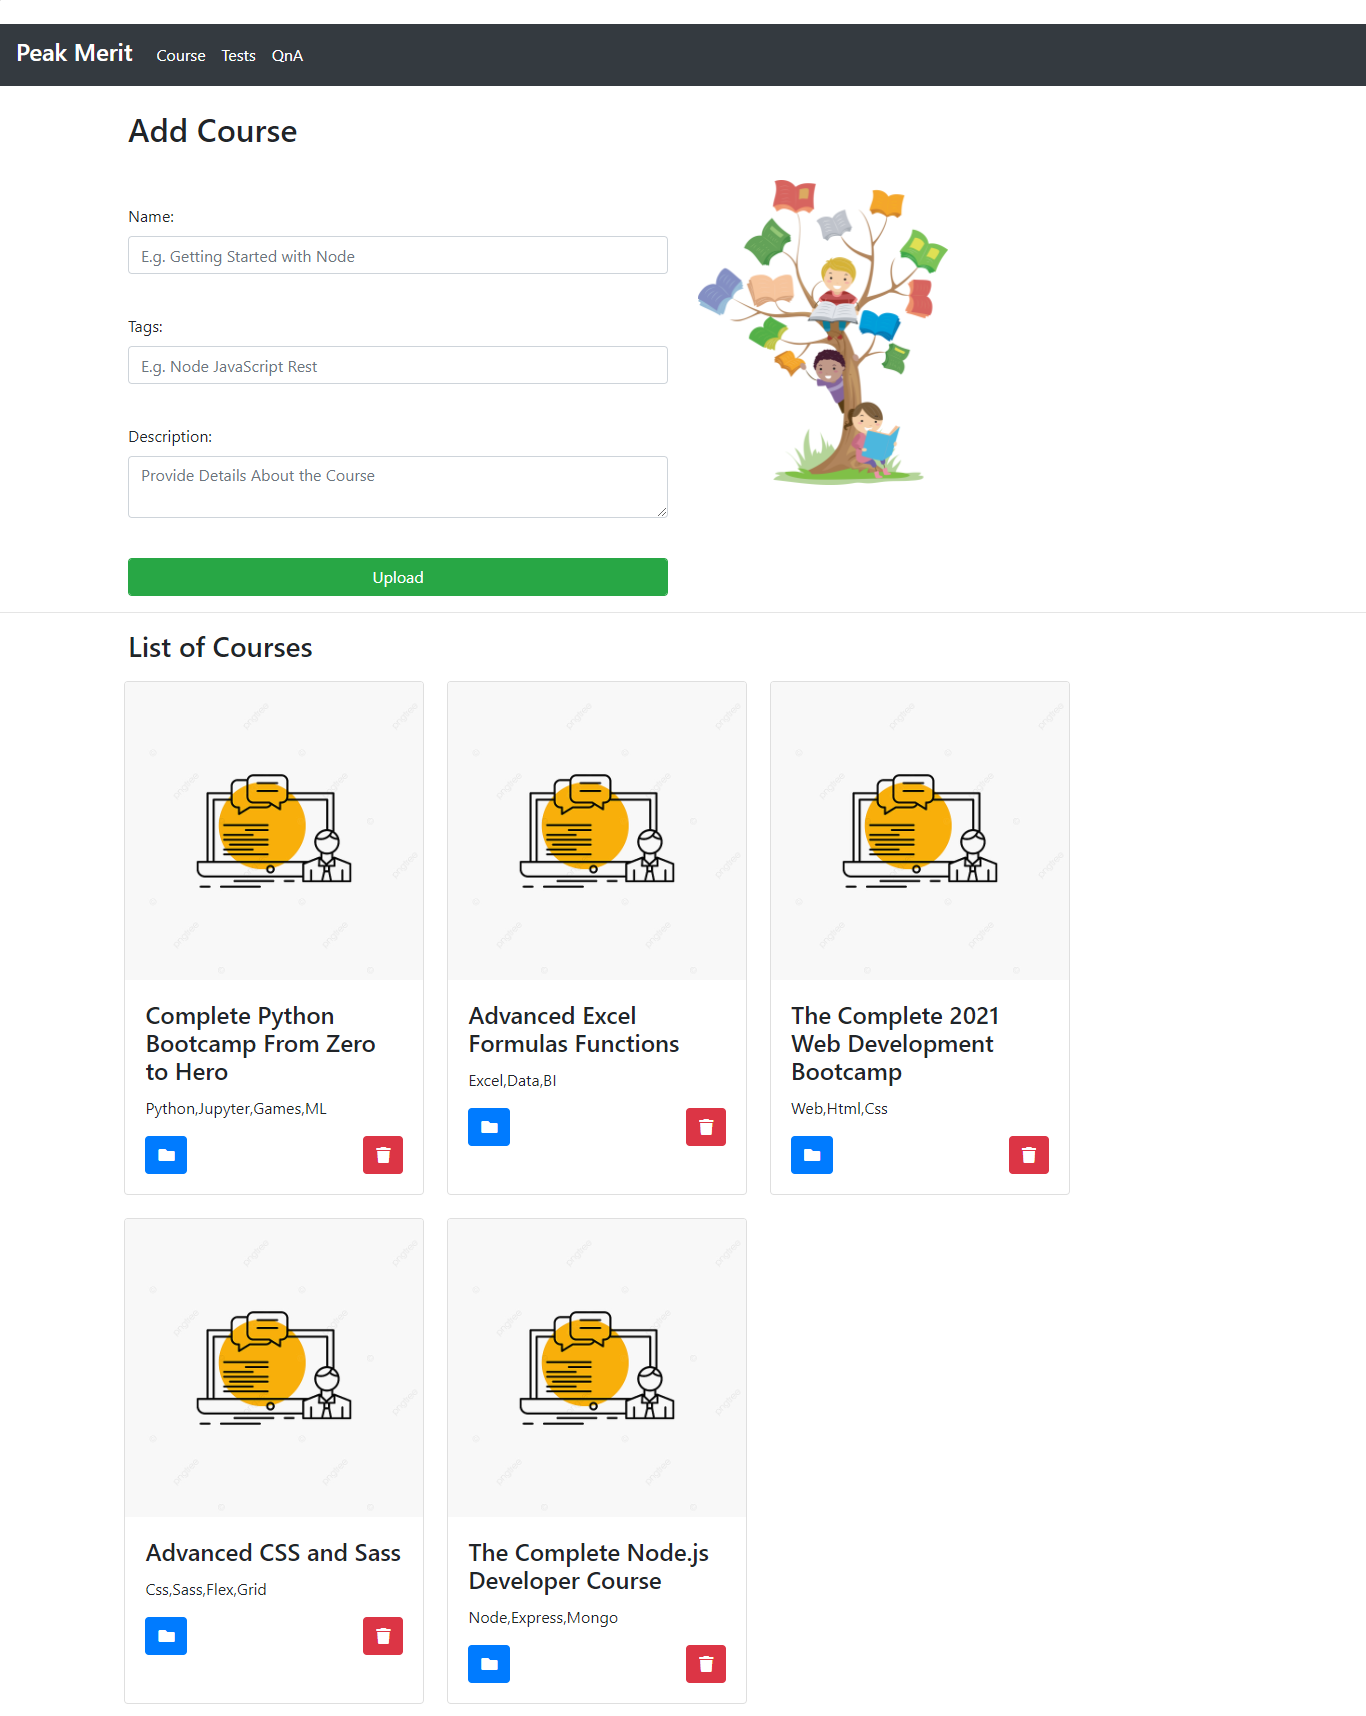 Peak Merit Course Tests QnA
Add Course
Name:
E.g. Getting Started with Node
Tags:
E.g. Node JavaScript Rest
Description:
Provide Details About the Course
Upload
List of Courses
Complete Python
Bootcamp From Zero
to Hero
Python,Jupyter,Games,ML
Advanced Excel
Formulas Functions
Excel,Data,BI
The Complete 2021
Web Development
Bootcamp
Web,Html,Css
Advanced CSS and Sass
Css,Sass,Flex,Grid
The Complete Node.js
Developer Course
Node,Express,Mongo